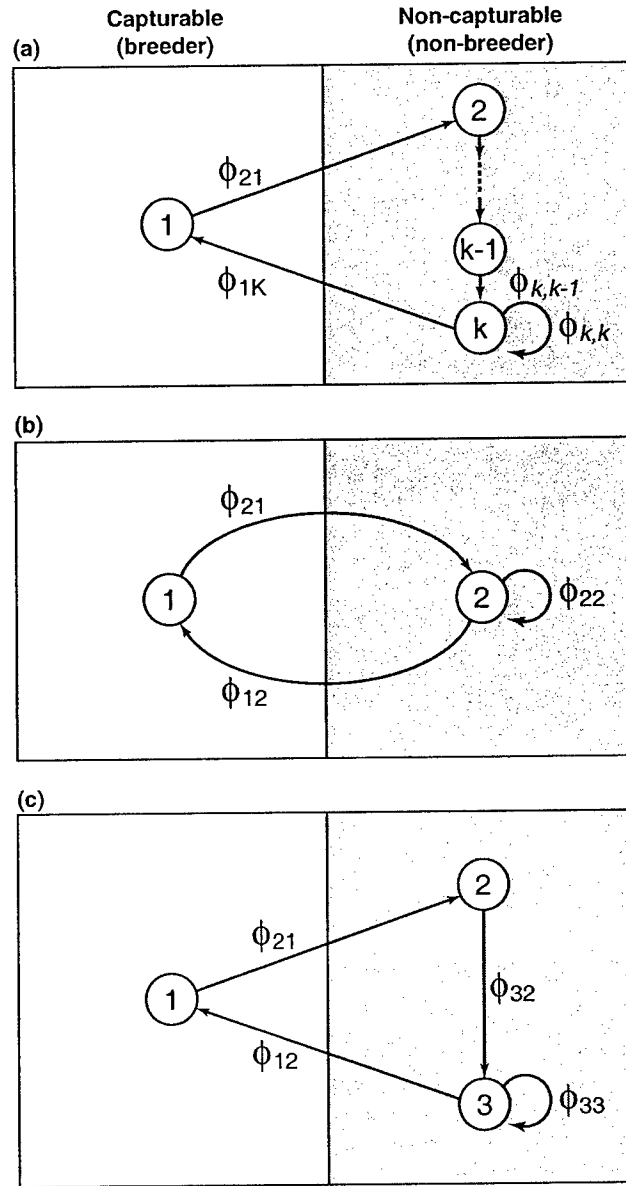 Capturable Non-capturable
(breeder) (non-breeder)
(a)
2
ϕ21
1
k-1
ϕ1K
ϕk,k-1
k
ϕk,k
(b)
ϕ21
1
2
ϕ22
ϕ12
(c)
2
ϕ21
ϕ32
1
ϕ12
3
ϕ33